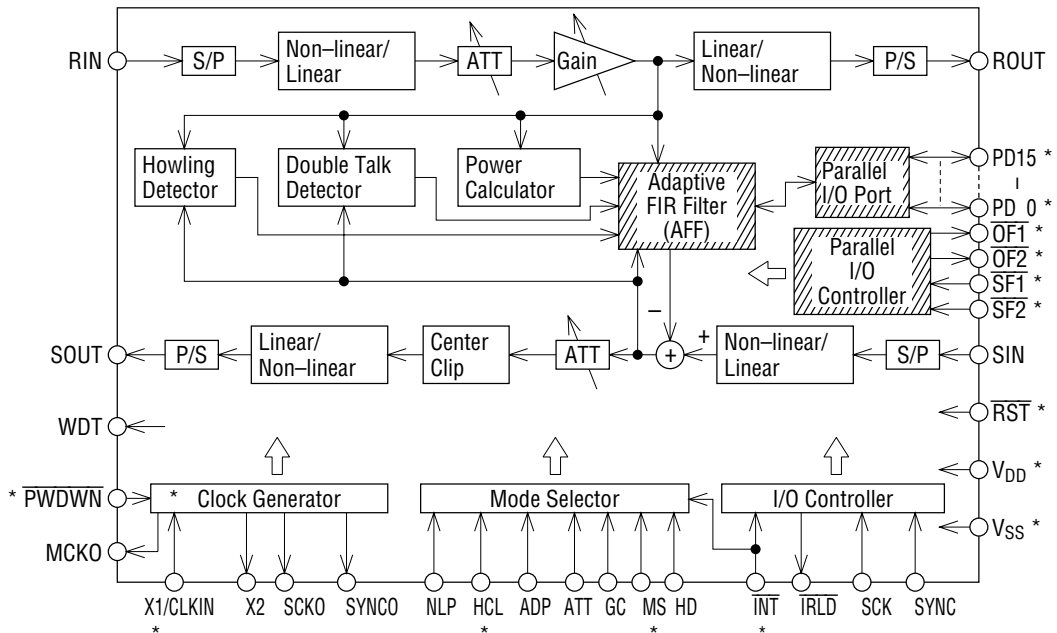 RIN
S/P
Non–linear/
Linear
ATT
Gain
Linear/
Non–linear
P/S
ROUT
Howling
Detector
Double Talk
Detector
Power
Calculator
Adaptive
FIR Filter
(AFF)
Parallel
I/O Port
PD15 *
PD 0 *
OF1 *
OF2 *
SF1 *
SF2 *
Parallel
I/O
Controller
–
SOUT
P/S
Linear/
Non–linear
Center
Clip
ATT
+
+
Non–linear/
Linear
S/P
SIN
WDT
RST *
VDD *
VSS *
* PWDWN
* Clock Generator
Mode Selector
I/O Controller
MCKO
X1/CLKIN
*
X2
SCKO
SYNCO
NLP
HCL
*
ADP
ATT
GC
MS
*
HD
INT
*
IRLD
SCK
SYNC